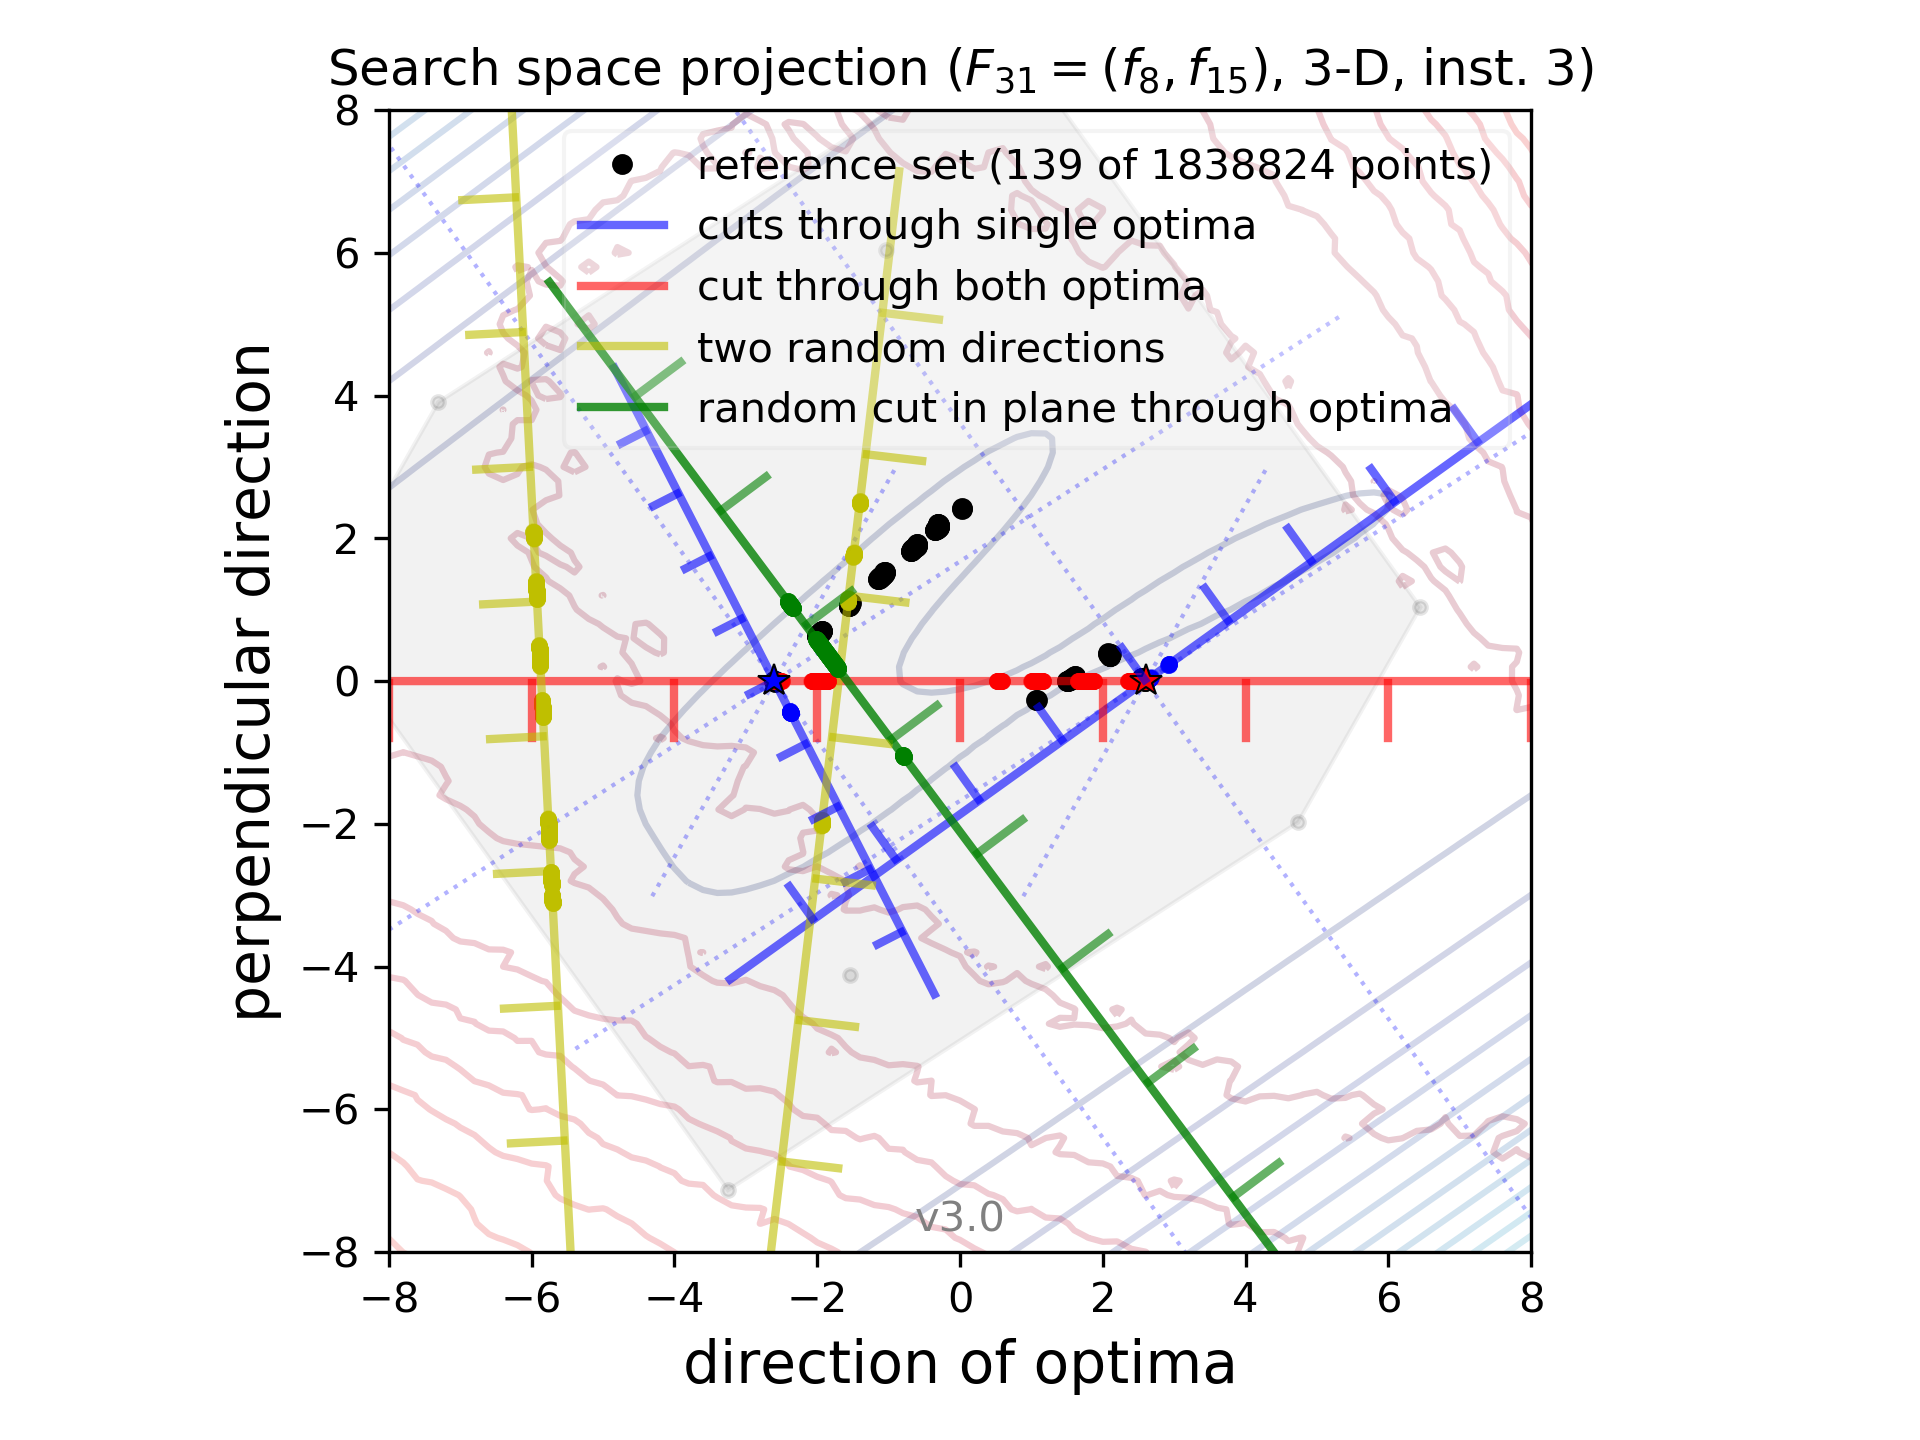 Search space projection (F31 = (f8, f15), 3-D, inst. 3)
reference set (139 of 1838824 points)
cuts through single optima
cut through both optima
two random directions
random cut in plane through optima
perpendicular direction
8
6
4
2
0
−2
−4
−6
−8
v3.0
−8 −6 −4 −2 0 2 4 6 8
direction of optima